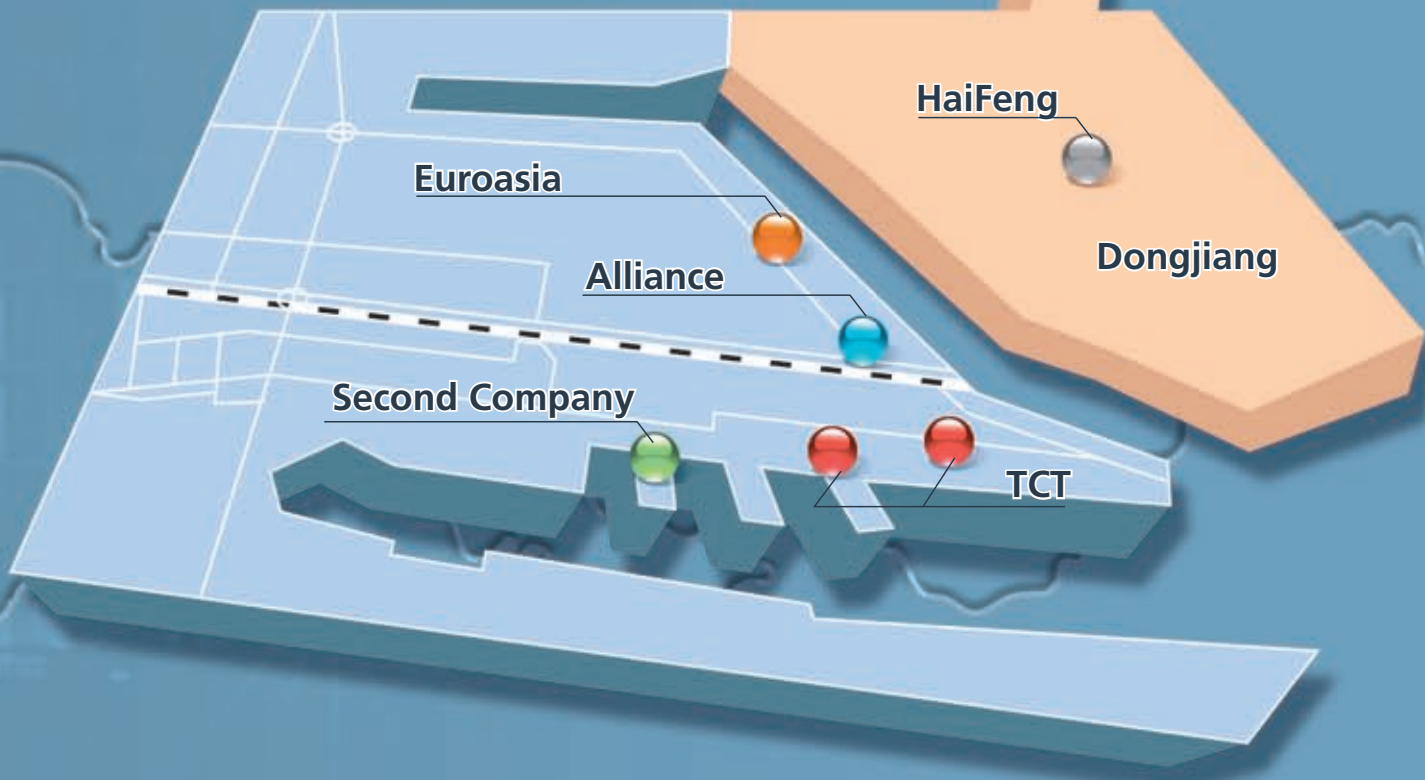 HaiFeng
Euroasia
Dongjiang
Alliance
Second Company
TCT